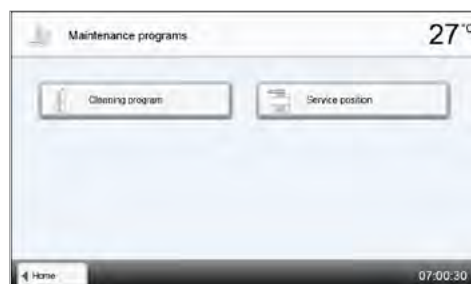 Maintenance programs
27°C
Cleaning program
Service position
Home
07:00:30